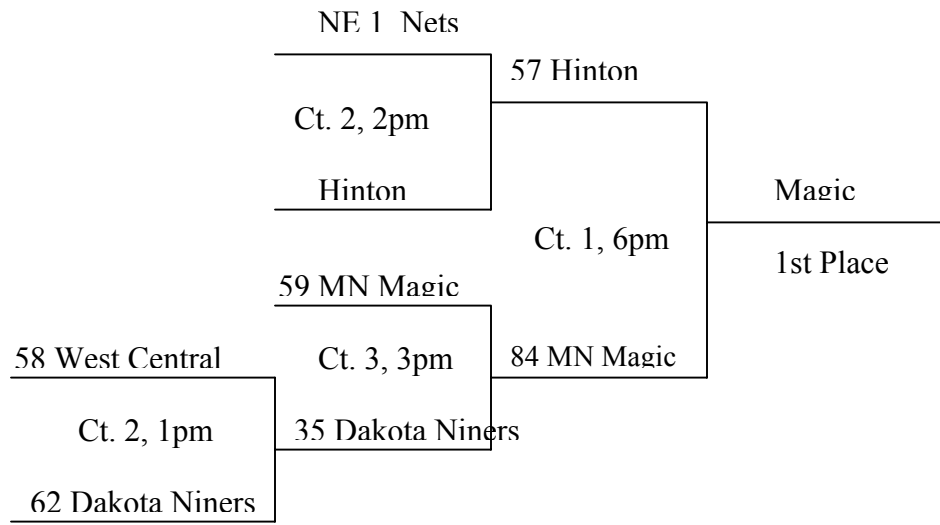 NE 1 Nets
57 Hinton
Ct. 2, 2pm
Hinton
Magic
Ct. 1, 6pm
1st Place
59 MN Magic
58 West Central
Ct. 3, 3pm
84 MN Magic
Ct. 2, 1pm
35 Dakota Niners
62 Dakota Niners